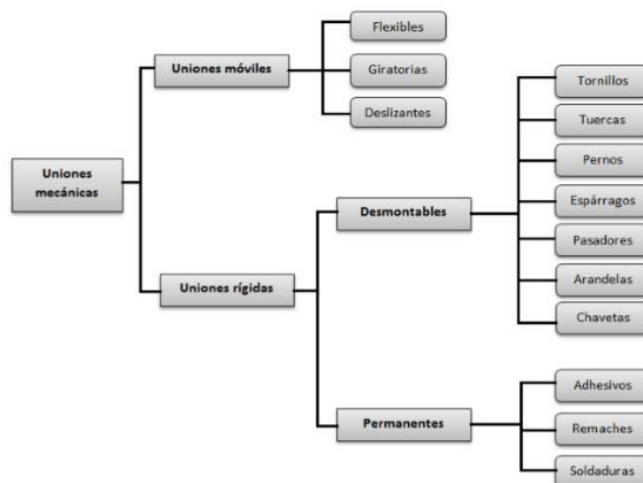 Flexibles
Uniones móviles
Giratorias
Deslizantes
Uniones
mecánicas
Tornillos
Tuercas
Pernos
Desmontables
Espárragos
Pasadores
Uniones rígidas
Arandelas
Chavetas
Adhesivos
Permanentes
Remaches
Soldaduras